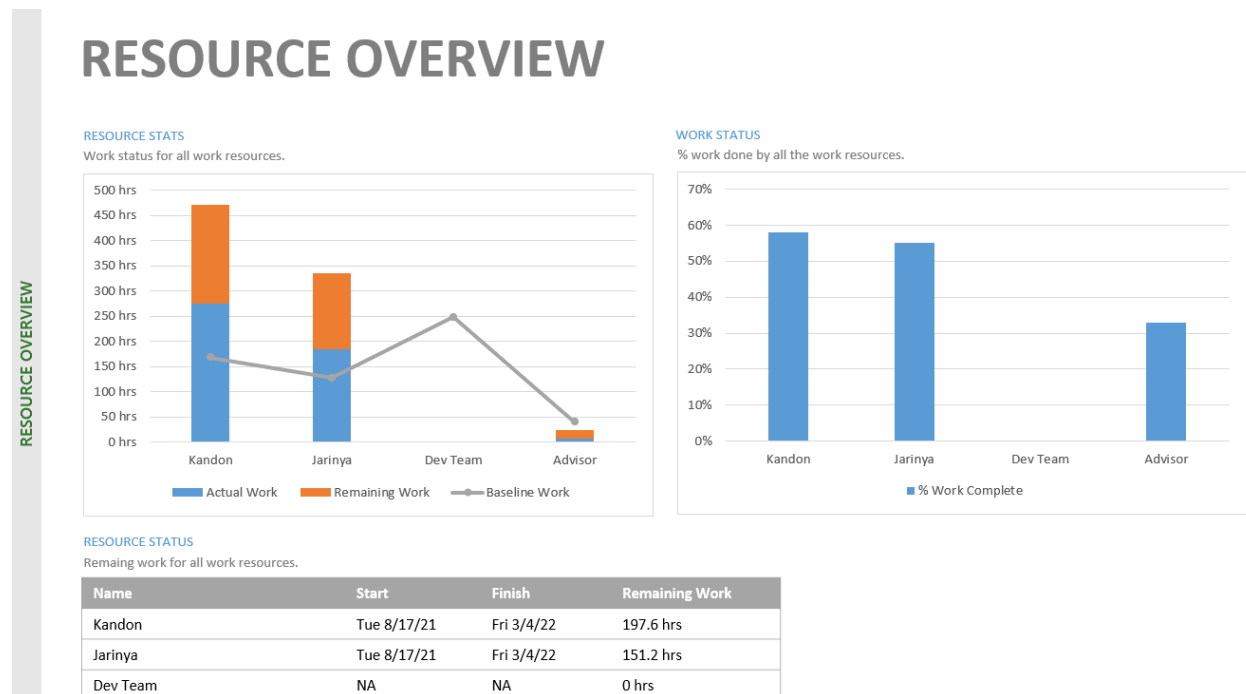 RESOURCE OVERVIEW
RESOURCE OVERVIEW
RESOURCE STATS
Work status for all work resources.
500 hrs
450 hrs
400 hrs
350 hrs
300 hrs
250 hrs
200 hrs
150 hrs
100 hrs
50 hrs
0 hrs
Kandon Jarinya Dev Team Advisor
Actual Work Remaining Work Baseline Work
WORK STATUS
% work done by all the work resources.
70%
60%
50%
40%
30%
20%
10%
0%
Kandon Jarinya Dev Team Advisor
% Work Complete
RESOURCE STATUS
Remaing work for all work resources.
Name Start Finish Remaining Work
Kandon Tue 8/17/21 Fri 3/4/22 197.6 hrs
Jarinya Tue 8/17/21 Fri 3/4/22 151.2 hrs
Dev Team NA NA 0 hrs